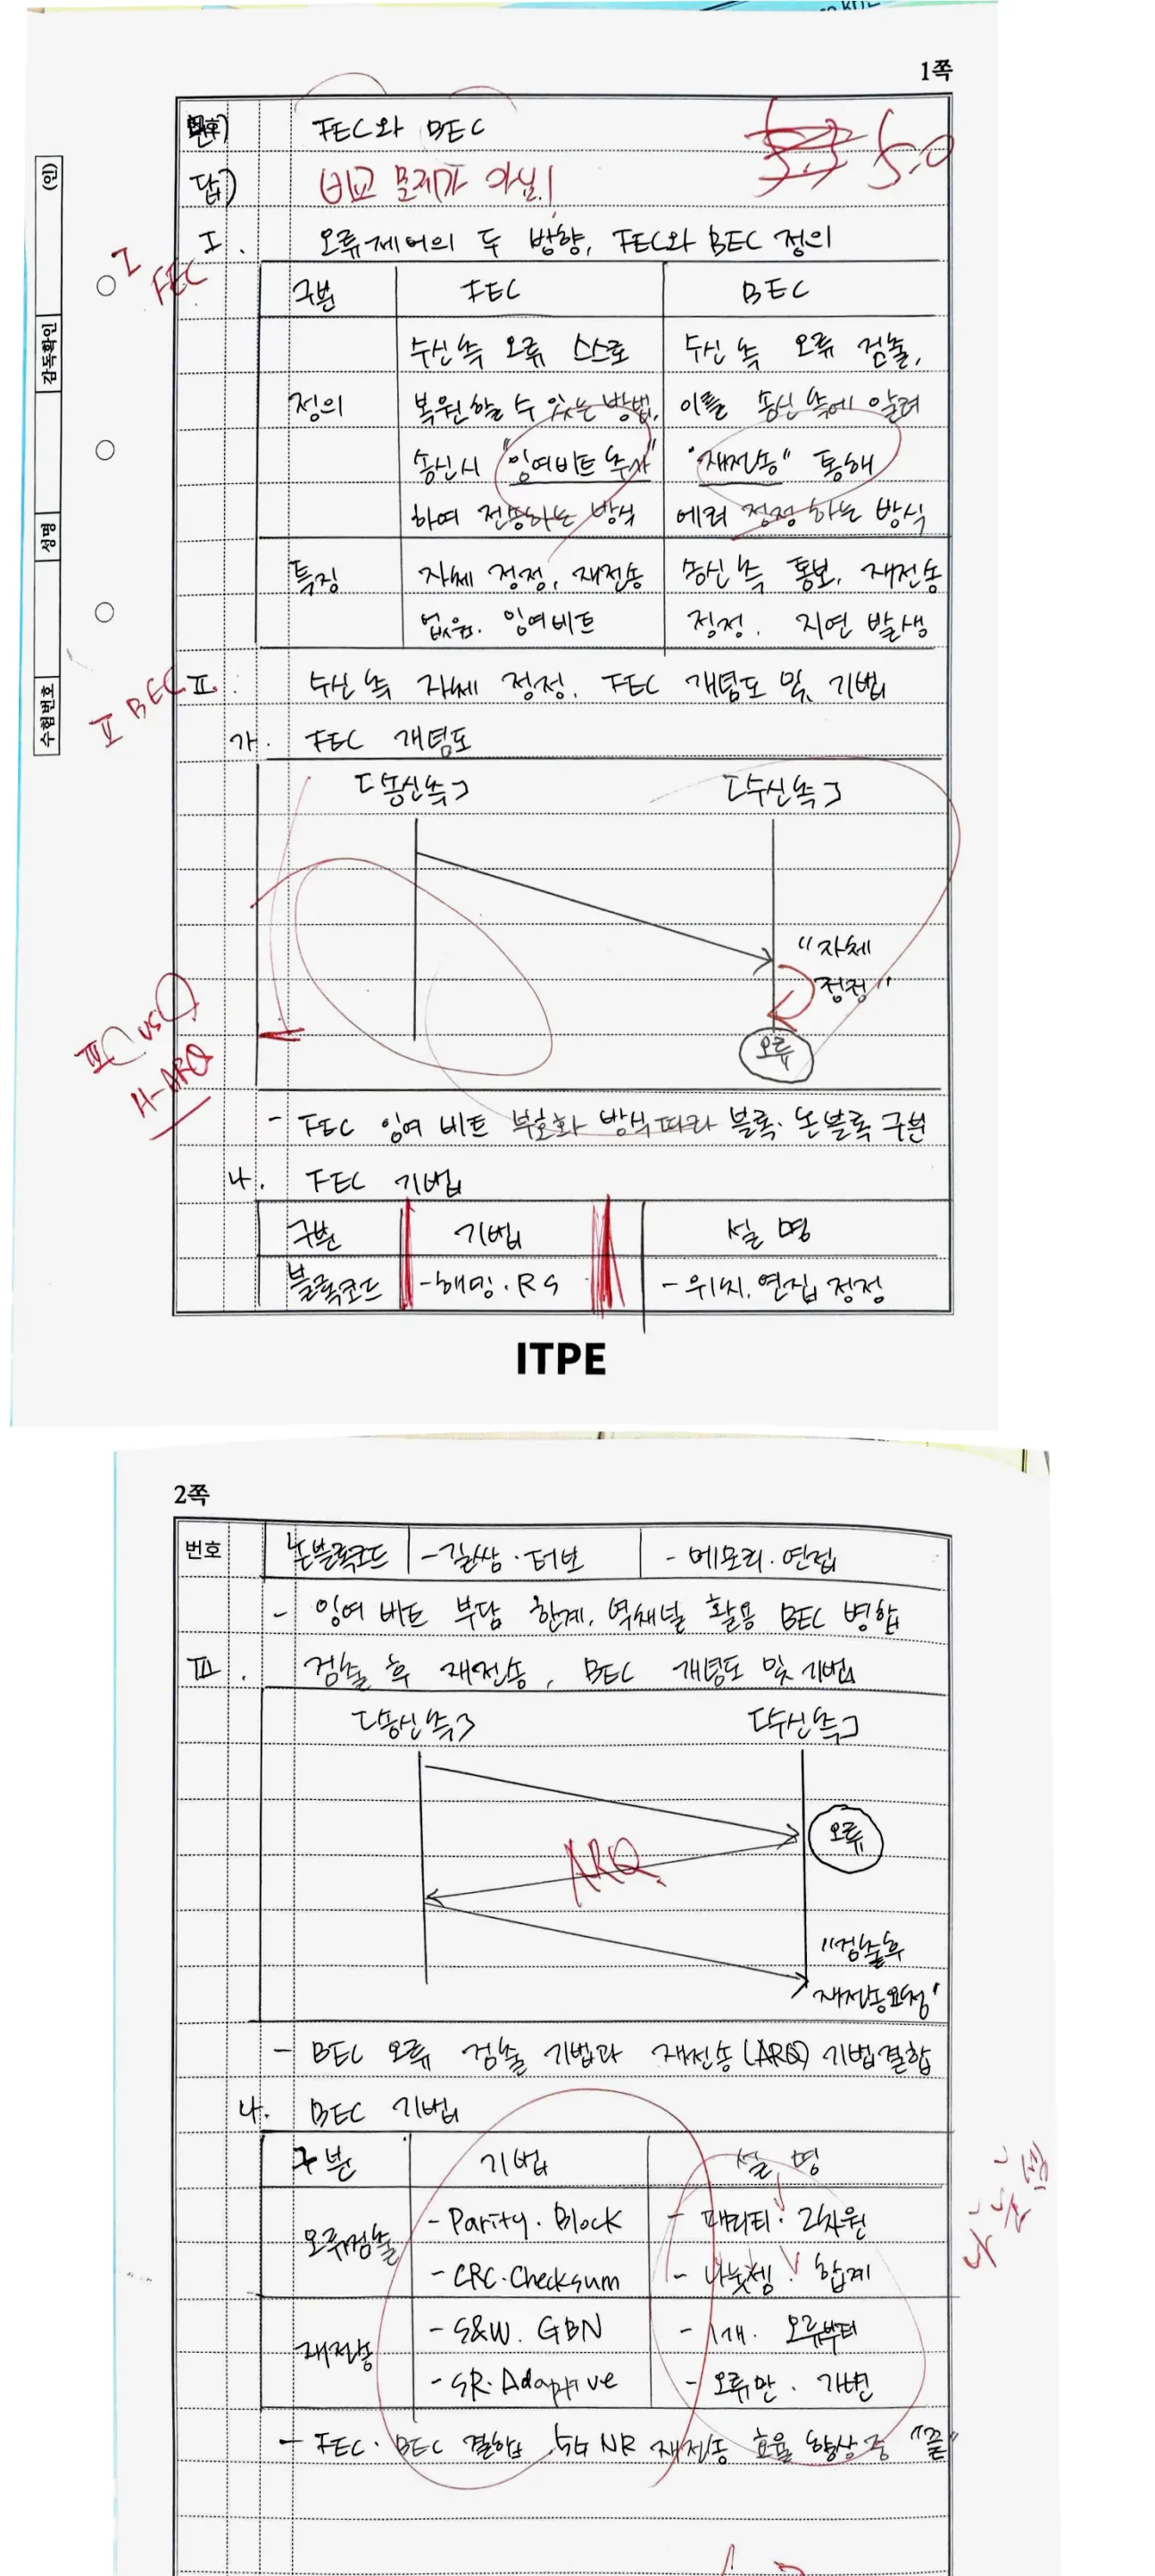 1쪽
번호) FEC와 BEC
5.0
답) 비교 문제가 아님!
I. 오류제어의 두 방향, FEC와 BEC 정의
I FEC
구분 FEC BEC
수신측 오류 스스로 수신측 오류 검출,
정의 복원할 수 있는 방법, 이를 송신측에 알려
송신시 "잉여비트 추가" "재전송" 통해
하여 전송하는 방식 에러 정정하는 방식
특징 자체 정정, 재전송 송신측 통보, 재전송
없음. 잉여비트 정정. 지연 발생
(인)
감독확인
성명
수험번호
II BEC
II. 수신측 자체 정정, FEC 개념도 및 기법
가. FEC 개념도
[송신측] [수신측]
"자체
정정"
오류
III vs
H-ARQ
- FEC 잉여 비트 부호화 방식따라 블록·논블록 구분
나. FEC 기법
구분 기법 설명
블록코드 -해밍·RS -위치, 연집 정정
ITPE
2쪽
번호 논블록코드 -길쌈·터보 -메모리·연접
- 잉여 비트 부담 한계, 역채널 활용 BEC 병합
III. 검출 후 재전송, BEC 개념도 및 기법
[송신측] [수신측]
오류
ARQ
"검출후
재전송요청"
- BEC 오류 검출 기법과 재전송(ARQ) 기법 결합
나. BEC 기법
구분 기법 설명
오류검출 -Parity·Block -패리티·2차원
-CRC·Checksum -나눗셈·합계
재전송 -S&W·GBN -1개·오류부터
-SR·Adaptive -오류만·가변
- FEC·BEC 결합, 5G NR 재전송 효율 향상 중 "끝"